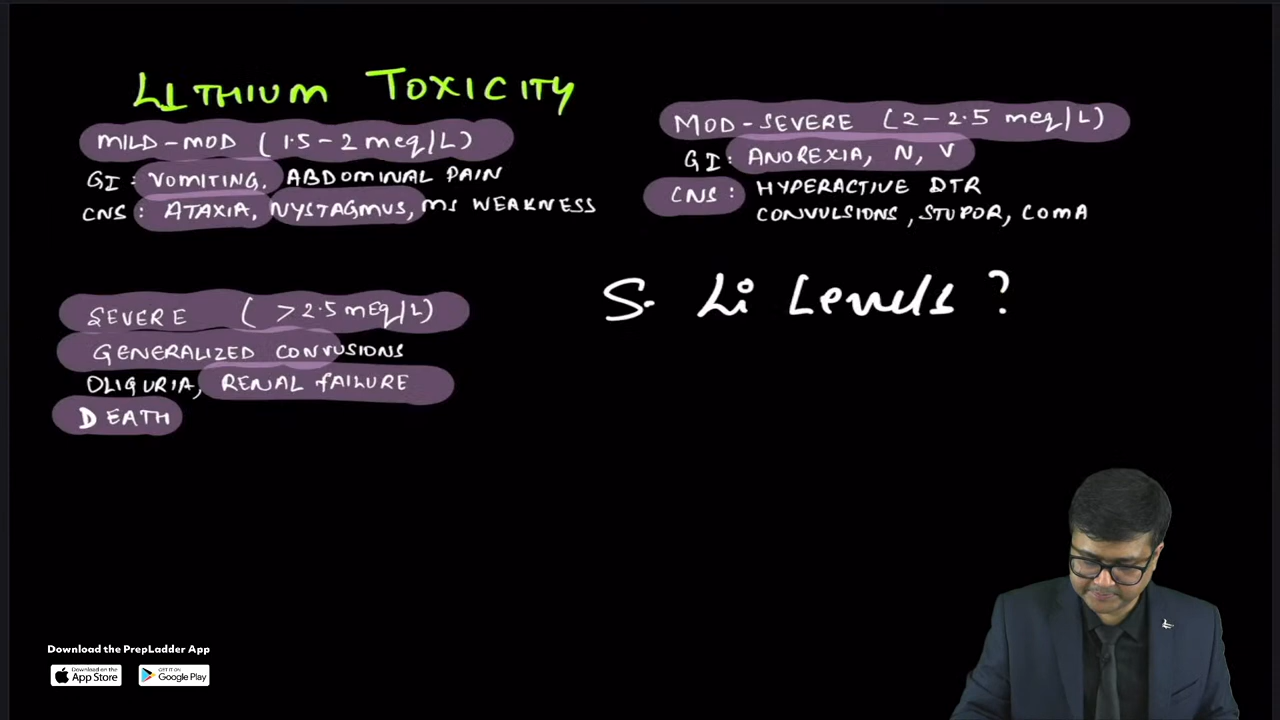 LITHIUM TOXICITY
MILD-MOD (1.5-2 meq/L)
GI: VOMITING, ABDOMINAL PAIN
CNS: ATAXIA, NYSTAGMUS, MS WEAKNESS
MOD-SEVERE (2-2.5 meq/L)
GI: ANOREXIA, N, V
CNS: HYPERACTIVE DTR
CONVULSIONS, STUPOR, COMA
SEVERE (>2.5 mEq/L)
GENERALIZED CONVUSIONS
OLIGURIA, RENAL FAILURE
DEATH
S. Li Levels ?
Download the PrepLadder App
Download on the App Store
GET IT ON Google Play